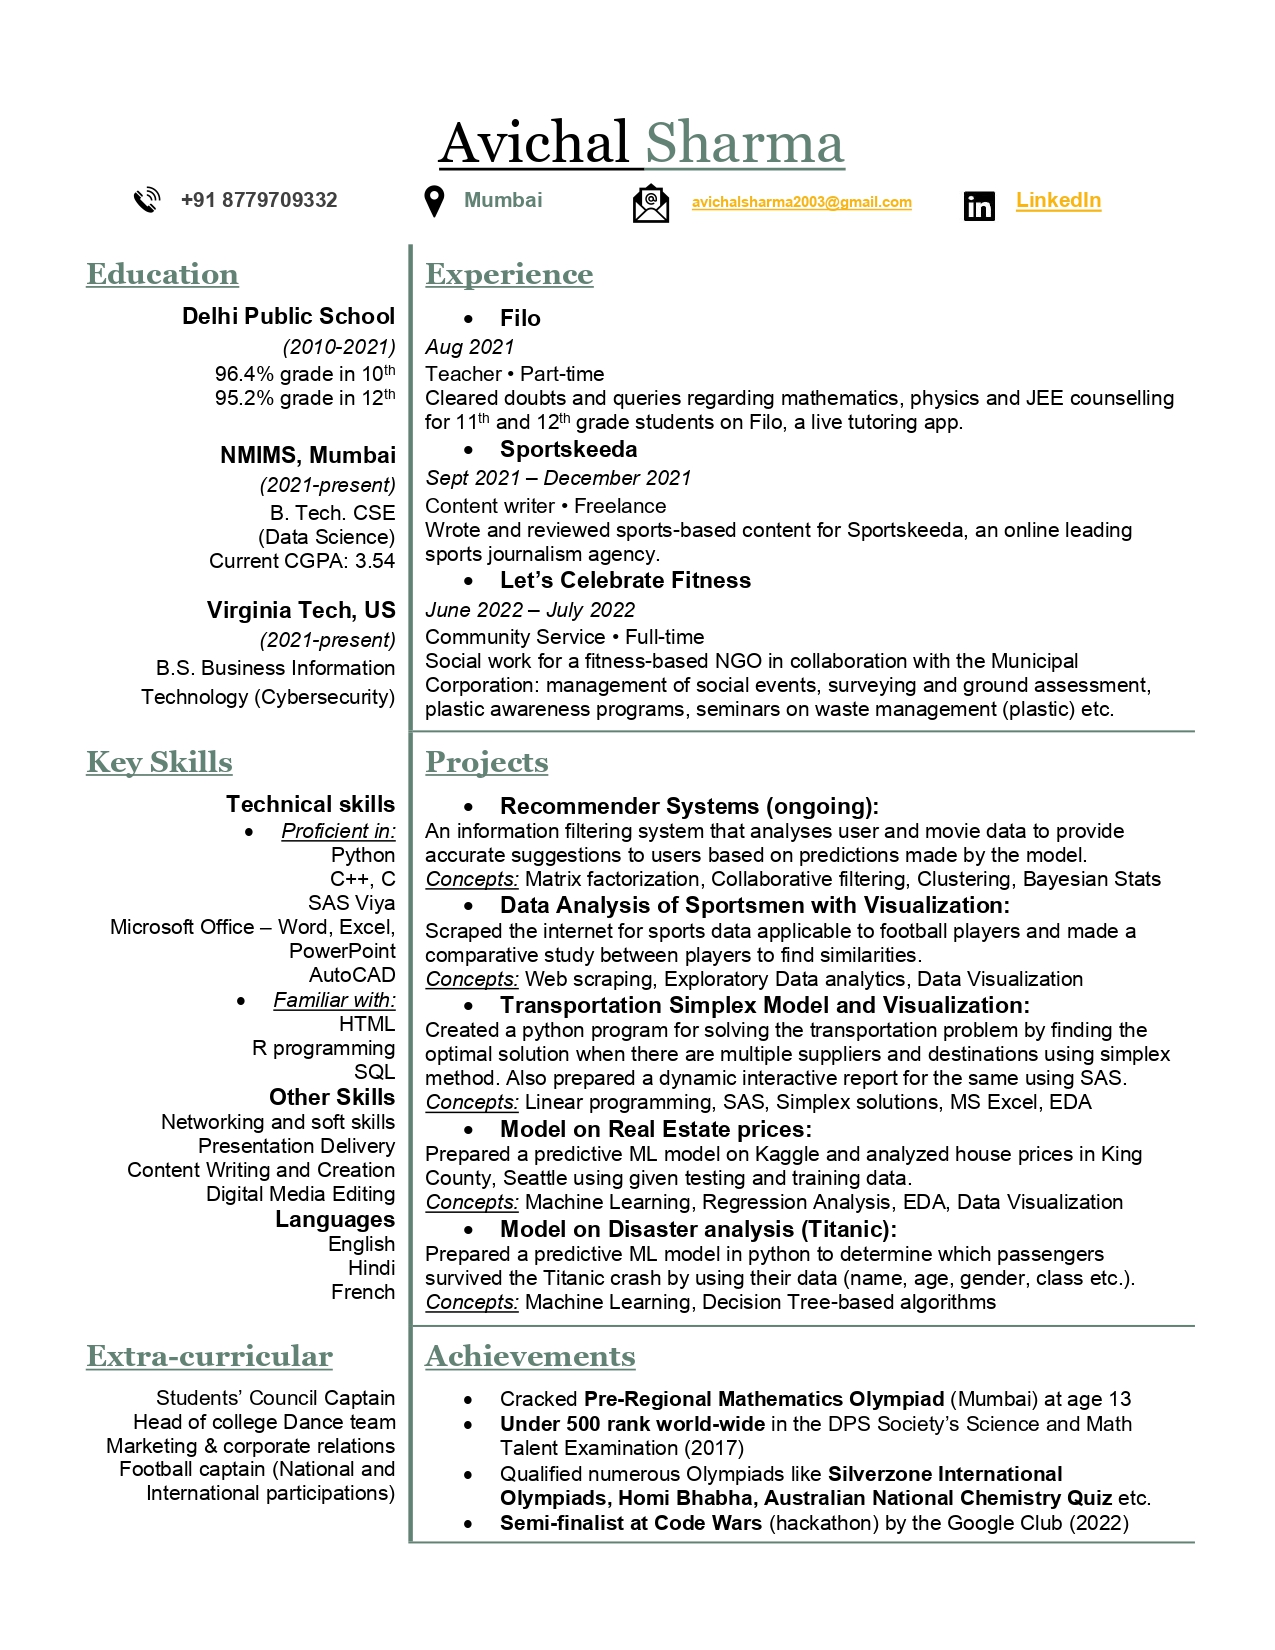 Avichal Sharma
+91 8779709332 Mumbai avichalsharma2003@gmail.com LinkedIn
Education
Delhi Public School
(2010-2021)
96.4% grade in 10th
95.2% grade in 12th
NMIMS, Mumbai
(2021-present)
B. Tech. CSE
(Data Science)
Current CGPA: 3.54
Virginia Tech, US
(2021-present)
B.S. Business Information
Technology (Cybersecurity)
Experience
• Filo
Aug 2021
Teacher • Part-time
Cleared doubts and queries regarding mathematics, physics and JEE counselling
for 11th and 12th grade students on Filo, a live tutoring app.
• Sportskeeda
Sept 2021 – December 2021
Content writer • Freelance
Wrote and reviewed sports-based content for Sportskeeda, an online leading
sports journalism agency.
• Let’s Celebrate Fitness
June 2022 – July 2022
Community Service • Full-time
Social work for a fitness-based NGO in collaboration with the Municipal
Corporation: management of social events, surveying and ground assessment,
plastic awareness programs, seminars on waste management (plastic) etc.
Key Skills
Technical skills
• Proficient in:
Python
C++, C
SAS Viya
Microsoft Office – Word, Excel,
PowerPoint
AutoCAD
• Familiar with:
HTML
R programming
SQL
Other Skills
Networking and soft skills
Presentation Delivery
Content Writing and Creation
Digital Media Editing
Languages
English
Hindi
French
Projects
• Recommender Systems (ongoing):
An information filtering system that analyses user and movie data to provide
accurate suggestions to users based on predictions made by the model.
Concepts: Matrix factorization, Collaborative filtering, Clustering, Bayesian Stats
• Data Analysis of Sportsmen with Visualization:
Scraped the internet for sports data applicable to football players and made a
comparative study between players to find similarities.
Concepts: Web scraping, Exploratory Data analytics, Data Visualization
• Transportation Simplex Model and Visualization:
Created a python program for solving the transportation problem by finding the
optimal solution when there are multiple suppliers and destinations using simplex
method. Also prepared a dynamic interactive report for the same using SAS.
Concepts: Linear programming, SAS, Simplex solutions, MS Excel, EDA
• Model on Real Estate prices:
Prepared a predictive ML model on Kaggle and analyzed house prices in King
County, Seattle using given testing and training data.
Concepts: Machine Learning, Regression Analysis, EDA, Data Visualization
• Model on Disaster analysis (Titanic):
Prepared a predictive ML model in python to determine which passengers
survived the Titanic crash by using their data (name, age, gender, class etc.).
Concepts: Machine Learning, Decision Tree-based algorithms
Extra-curricular
Students’ Council Captain
Head of college Dance team
Marketing & corporate relations
Football captain (National and
International participations)
Achievements
• Cracked Pre-Regional Mathematics Olympiad (Mumbai) at age 13
• Under 500 rank world-wide in the DPS Society’s Science and Math
Talent Examination (2017)
• Qualified numerous Olympiads like Silverzone International
Olympiads, Homi Bhabha, Australian National Chemistry Quiz etc.
• Semi-finalist at Code Wars (hackathon) by the Google Club (2022)